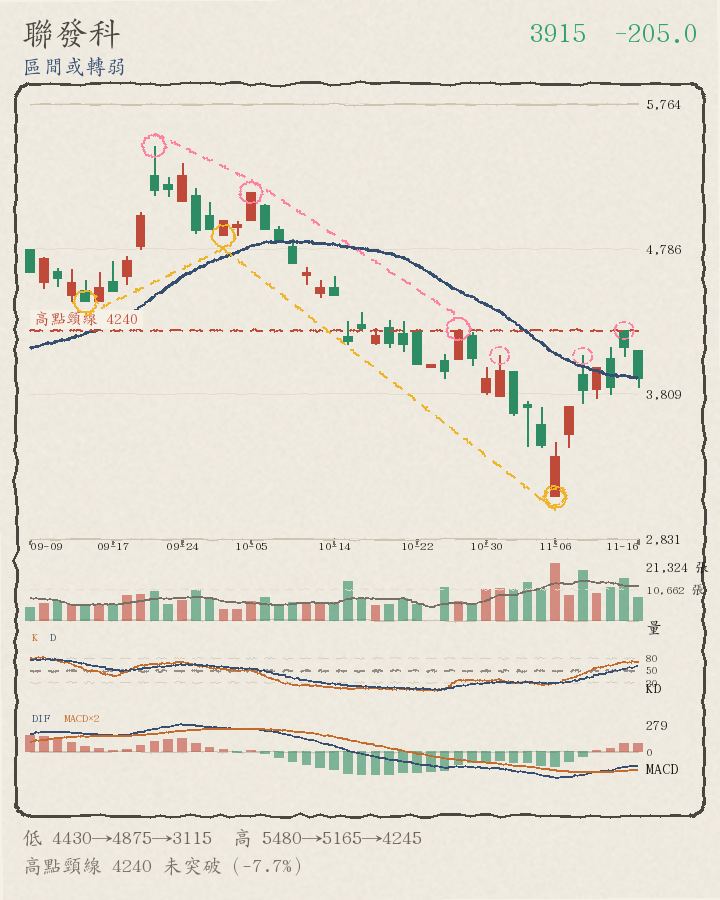 聯發科
3915 -205.0
區間或轉弱
5,764
4,786
高點頸線 4240
3,809
2,831
09-09 09-17 09-24 10-05 10-14 10-22 10-30 11-06 11-16
21,324 張
10,662 張
量
K D
80
50
20
KD
DIF MACD×2
279
0
MACD
低 4430→4875→3115 高 5480→5165→4245
高點頸線 4240 未突破 (-7.7%)